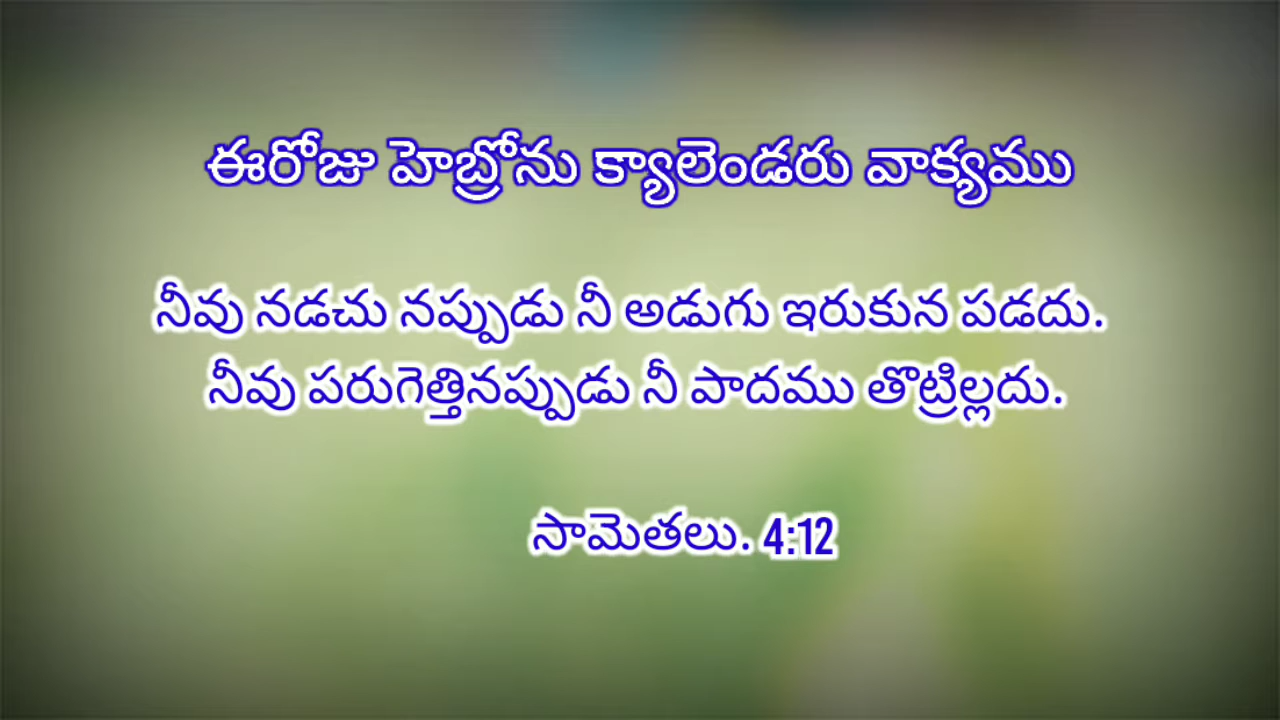 ఈరోజు హెబ్రోను క్యాలెండరు వాక్యము
నీవు నడచు నప్పుడు నీ అడుగు ఇరుకున పడదు.
నీవు పరుగెత్తినప్పుడు నీ పాదము తొట్రిల్లదు.
సామెతలు. 4:12